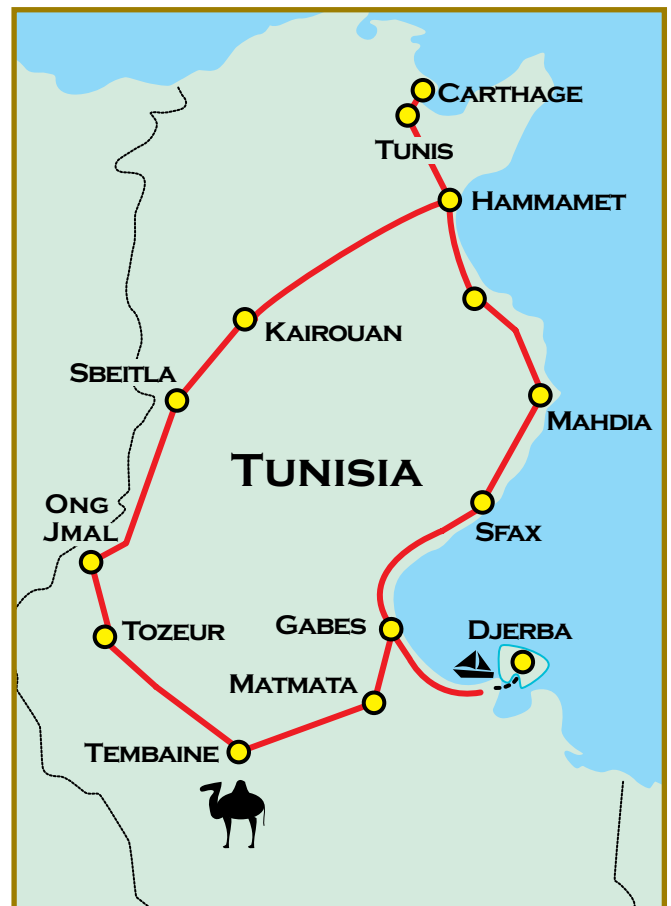 Carthage
Tunis
Hammamet
Kairouan
Sbeitla
Mahdia
Tunisia
Ong
Jmal
Sfax
Gabes
Djerba
Tozeur
Matmata
Tembaine